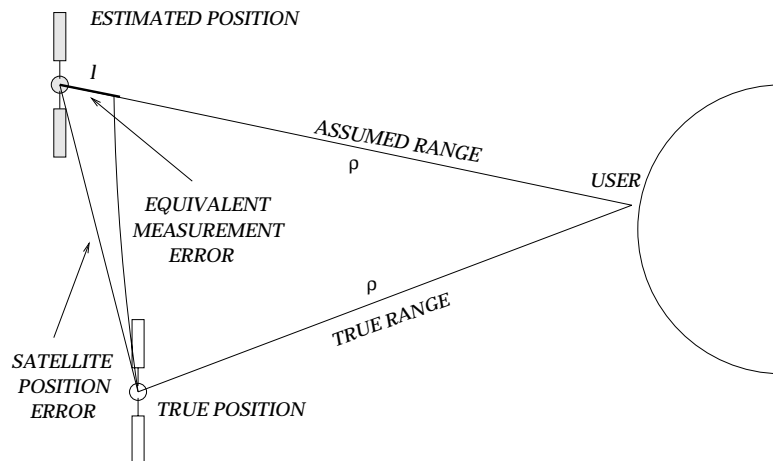 ESTIMATED POSITION
l
ASSUMED RANGE
ρ
USER
EQUIVALENT
MEASUREMENT
ERROR
ρ
TRUE RANGE
SATELLITE
POSITION
ERROR
TRUE POSITION